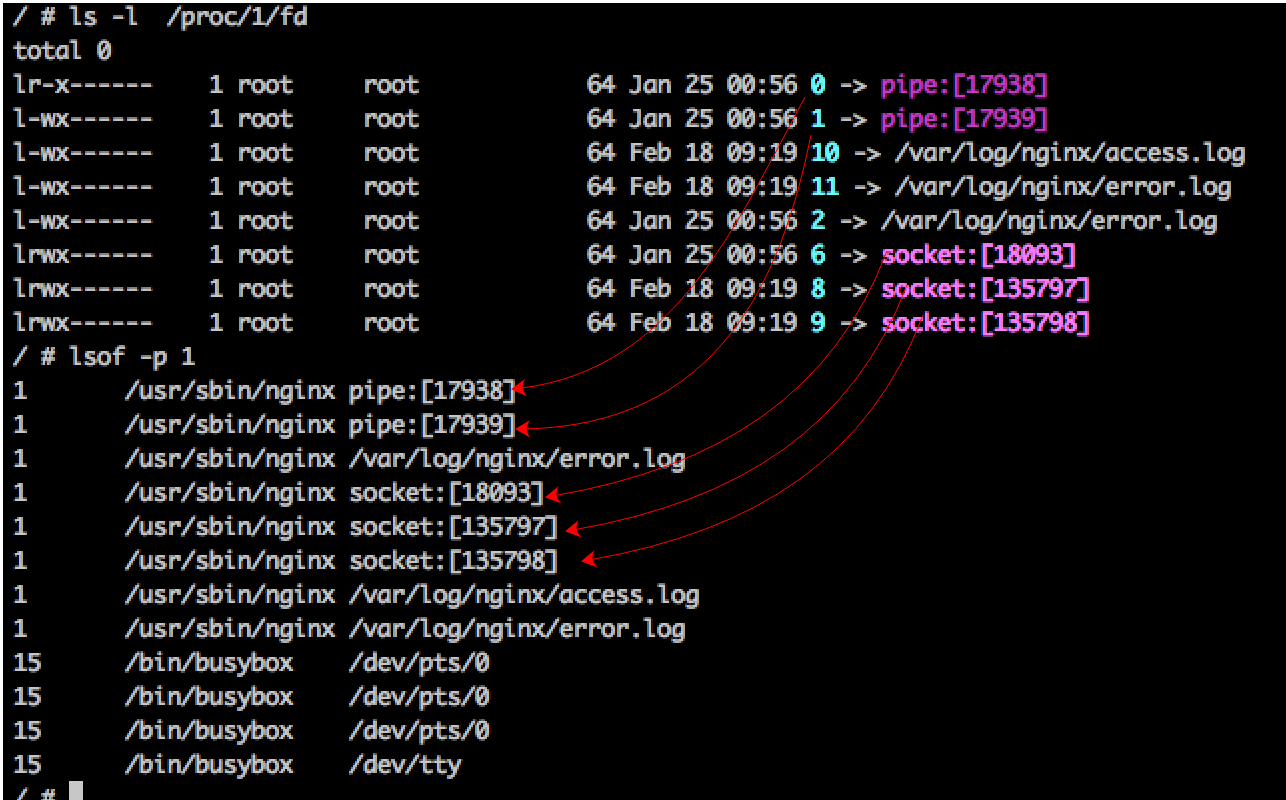 / # ls -l  /proc/1/fd
total 0
lr-x------    1 root     root            64 Jan 25 00:56 0 -> pipe:[17938]
l-wx------    1 root     root            64 Jan 25 00:56 1 -> pipe:[17939]
l-wx------    1 root     root            64 Feb 18 09:19 10 -> /var/log/nginx/access.log
l-wx------    1 root     root            64 Feb 18 09:19 11 -> /var/log/nginx/error.log
l-wx------    1 root     root            64 Jan 25 00:56 2 -> /var/log/nginx/error.log
lrwx------    1 root     root            64 Jan 25 00:56 6 -> socket:[18093]
lrwx------    1 root     root            64 Feb 18 09:19 8 -> socket:[135797]
lrwx------    1 root     root            64 Feb 18 09:19 9 -> socket:[135798]
/ # lsof -p 1
1       /usr/sbin/nginx pipe:[17938]
1       /usr/sbin/nginx pipe:[17939]
1       /usr/sbin/nginx /var/log/nginx/error.log
1       /usr/sbin/nginx socket:[18093]
1       /usr/sbin/nginx socket:[135797]
1       /usr/sbin/nginx socket:[135798]
1       /usr/sbin/nginx /var/log/nginx/access.log
1       /usr/sbin/nginx /var/log/nginx/error.log
15      /bin/busybox    /dev/pts/0
15      /bin/busybox    /dev/pts/0
15      /bin/busybox    /dev/pts/0
15      /bin/busybox    /dev/tty
/ #